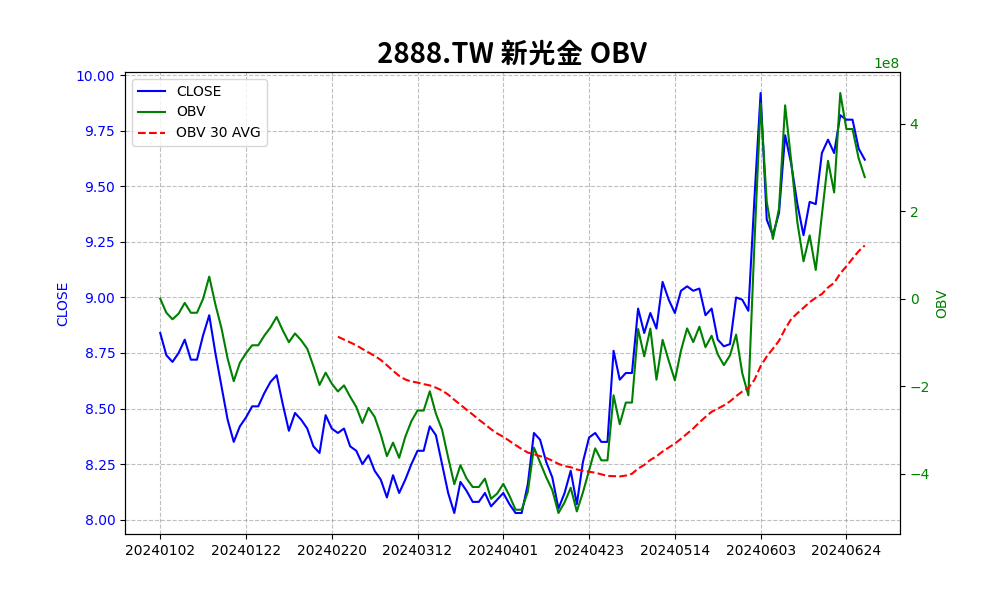 2888.TW 新光金 OBV
1e8
CLOSE
OBV
OBV 30 AVG
10.00
9.75
9.50
9.25
9.00
8.75
8.50
8.25
8.00
CLOSE
4
2
0
−2
−4
OBV
20240102 20240122 20240220 20240312 20240401 20240423 20240514 20240603 20240624